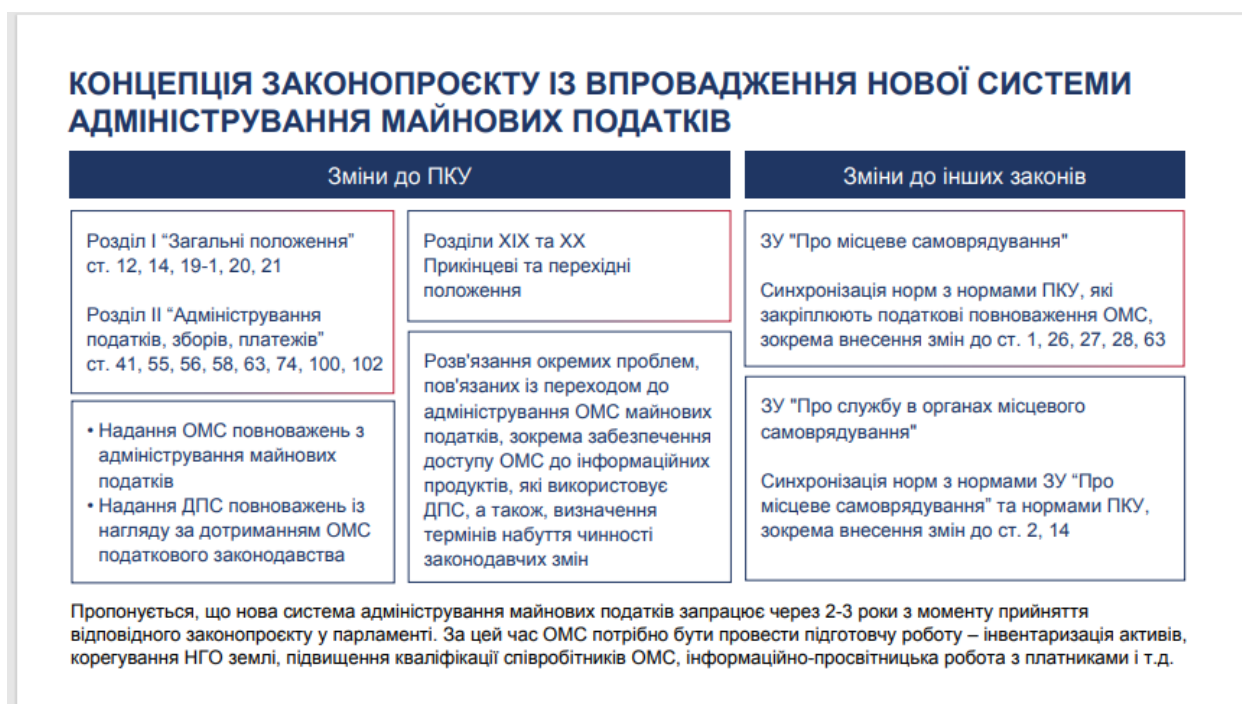 КОНЦЕПЦІЯ ЗАКОНОПРОЄКТУ ІЗ ВПРОВАДЖЕННЯ НОВОЇ СИСТЕМИ
АДМІНІСТРУВАННЯ МАЙНОВИХ ПОДАТКІВ
Зміни до ПКУ
Розділ І “Загальні положення”
ст. 12, 14, 19-1, 20, 21
Розділ ІІ “Адміністрування
податків, зборів, платежів”
ст. 41, 55, 56, 58, 63, 74, 100, 102
• Надання ОМС повноважень з
адміністрування майнових
податків
• Надання ДПС повноважень із
нагляду за дотриманням ОМС
податкового законодавства
Розділи ХІХ та ХХ
Прикінцеві та перехідні
положення
Розв'язання окремих проблем,
пов'язаних із переходом до
адміністрування ОМС майнових
податків, зокрема забезпечення
доступу ОМС до інформаційних
продуктів, які використовує
ДПС, а також, визначення
термінів набуття чинності
законодавчих змін
Зміни до інших законів
ЗУ "Про місцеве самоврядування"
Синхронізація норм з нормами ПКУ, які
закріплюють податкові повноваження ОМС,
зокрема внесення змін до ст. 1, 26, 27, 28, 63
ЗУ "Про службу в органах місцевого
самоврядування"
Синхронізація норм з нормами ЗУ “Про
місцеве самоврядування” та нормами ПКУ,
зокрема внесення змін до ст. 2, 14
Пропонується, що нова система адміністрування майнових податків запрацює через 2-3 роки з моменту прийняття
відповідного законопроєкту у парламенті. За цей час ОМС потрібно бути провести підготовчу роботу – інвентаризація активів,
корегування НГО землі, підвищення кваліфікації співробітників ОМС, інформаційно-просвітницька робота з платниками і т.д.